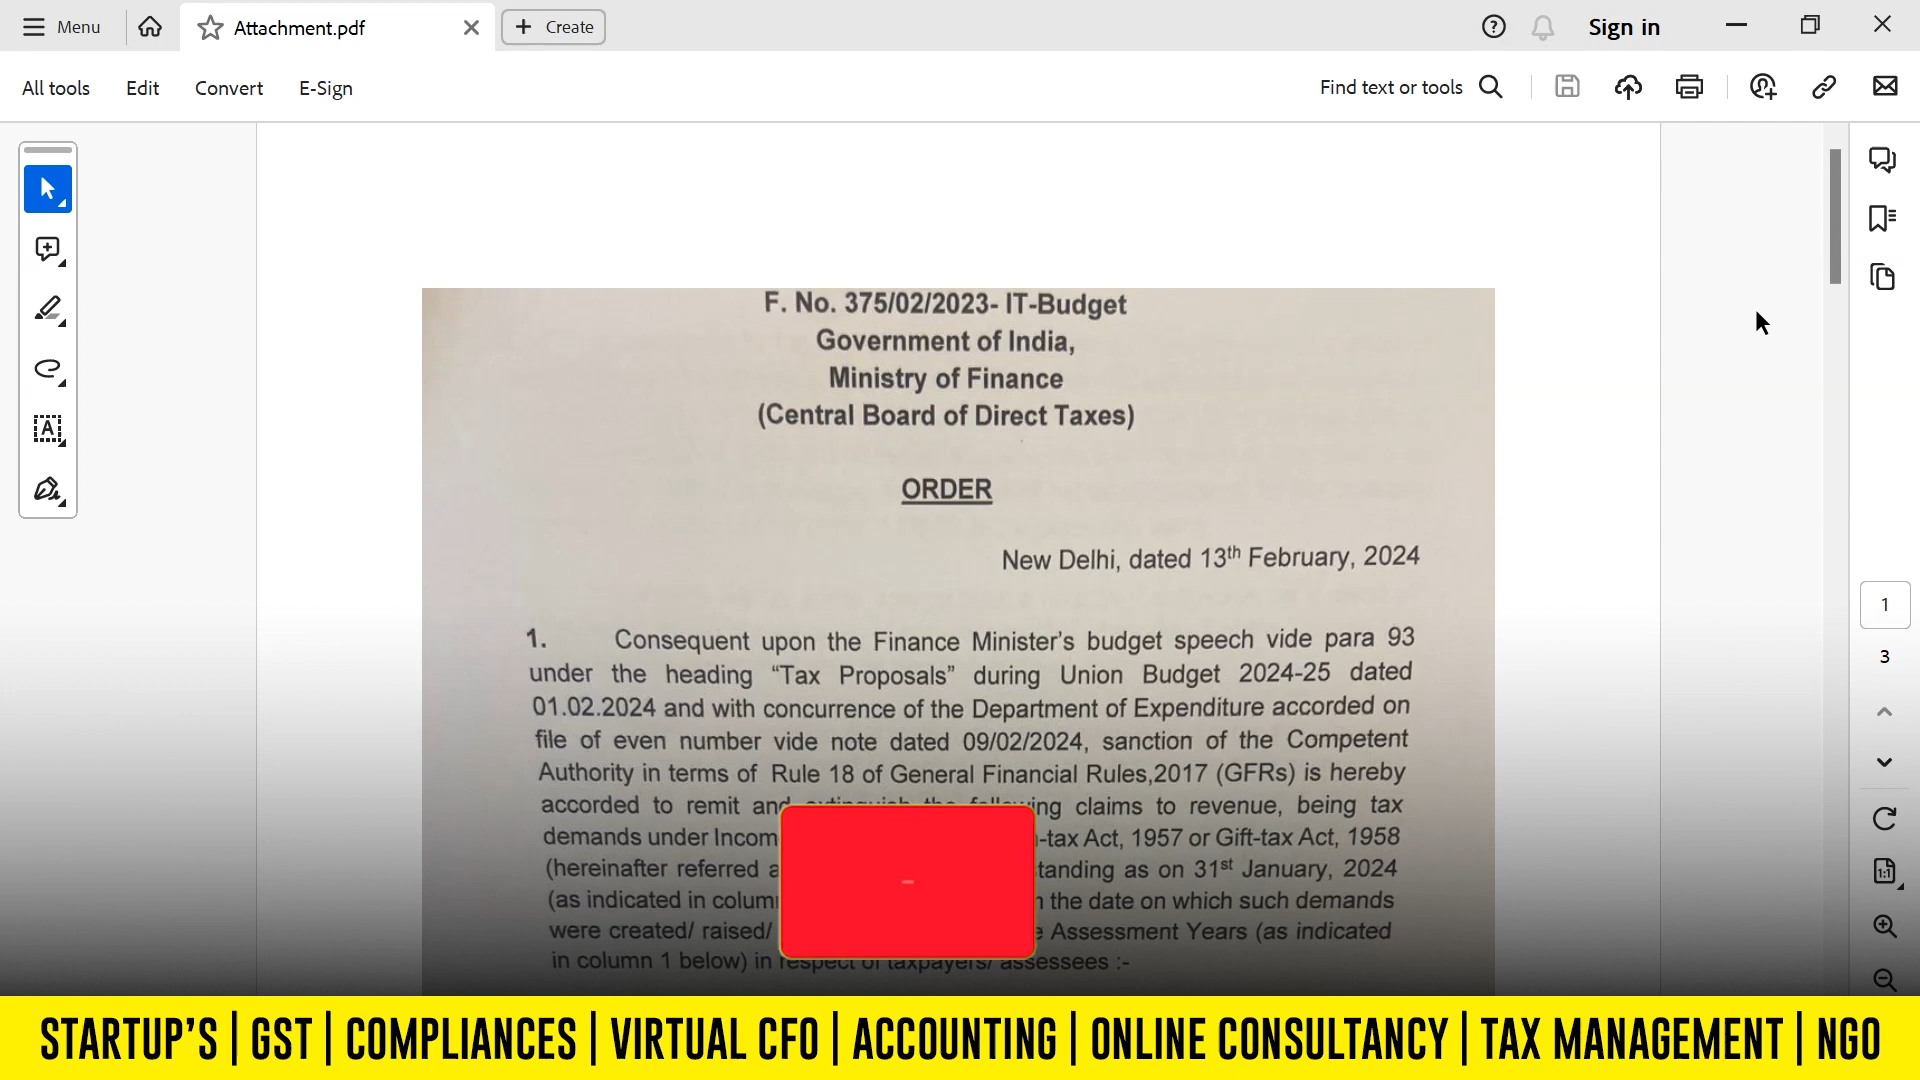 Menu
Attachment.pdf
Create
Sign in
All tools
Edit
Convert
E-Sign
Find text or tools
F. No. 375/02/2023- IT-Budget
Government of India,
Ministry of Finance
(Central Board of Direct Taxes)
ORDER
New Delhi, dated 13th February, 2024
1. Consequent upon the Finance Minister's budget speech vide para 93
under the heading “Tax Proposals” during Union Budget 2024-25 dated
01.02.2024 and with concurrence of the Department of Expenditure accorded on
file of even number vide note dated 09/02/2024, sanction of the Competent
Authority in terms of Rule 18 of General Financial Rules,2017 (GFRs) is hereby
accorded to remit and extinguish the following claims to revenue, being tax
demands under -tax Act, 1957 or Gift-tax Act, 1958
(hereinafter referred as on 31st January, 2024
(as indicated in the date on which such demands
were created/ raised/ Assessment Years (as indicated
in column 1 below) in respect of taxpayers/ assessees :-
1
3
1:1
STARTUP'S | GST | COMPLIANCES | VIRTUAL CFO | ACCOUNTING | ONLINE CONSULTANCY | TAX MANAGEMENT | NGO